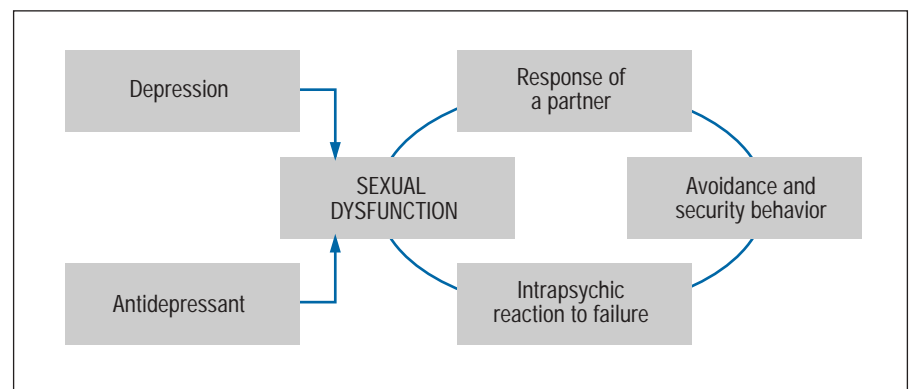 Depression
Response of
a partner
SEXUAL
DYSFUNCTION
Avoidance and
security behavior
Antidepressant
Intrapsychic
reaction to failure